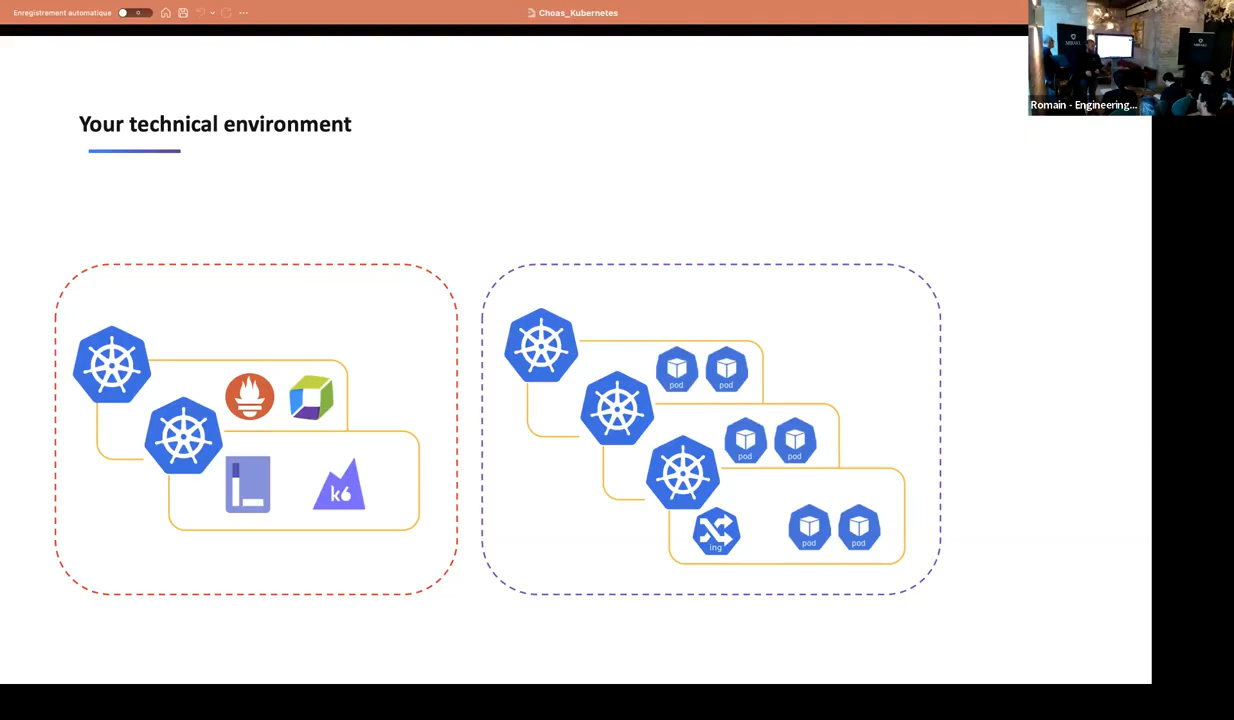 Enregistrement automatique
Choas_Kubernetes
Romain - Engineering...
Your technical environment
pod
pod
pod
pod
k6
ing
pod
pod